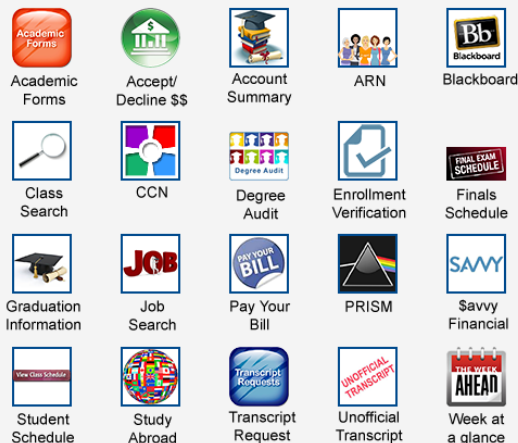 Academic
Forms
Bb
Blackboard
Academic
Forms
Accept/
Decline $$
Account
Summary
ARN
Blackboard
Degree Audit
FINAL EXAM
SCHEDULE
Class
Search
CCN
Degree
Audit
Enrollment
Verification
Finals
Schedule
JOB
PAY YOUR
BILL
SAVVY
Graduation
Information
Job
Search
Pay Your
Bill
PRISM
$avvy
Financial
View Class Schedule
Transcript
Requests
UNOFFICIAL
TRANSCRIPT
THE WEEK
AHEAD
Student
Schedule
Study
Abroad
Transcript
Request
Unofficial
Transcript
Week at
a glance